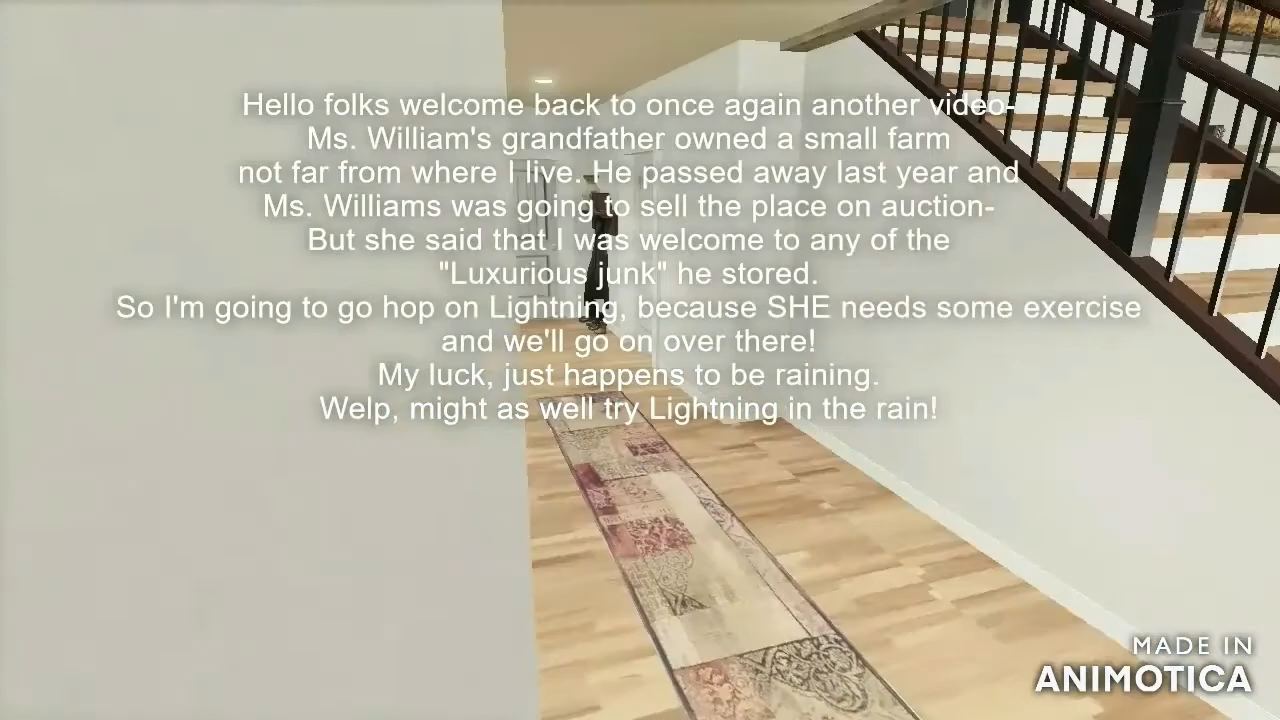 Hello folks welcome back to once again another video-
Ms. William's grandfather owned a small farm
not far from where I live. He passed away last year and
Ms. Williams was going to sell the place on auction-
But she said that I was welcome to any of the
"Luxurious junk" he stored.
So I'm going to go hop on Lightning, because SHE needs some exercise
and we'll go on over there!
My luck, just happens to be raining.
Welp, might as well try Lightning in the rain!
MADE IN
ANIMOTICA